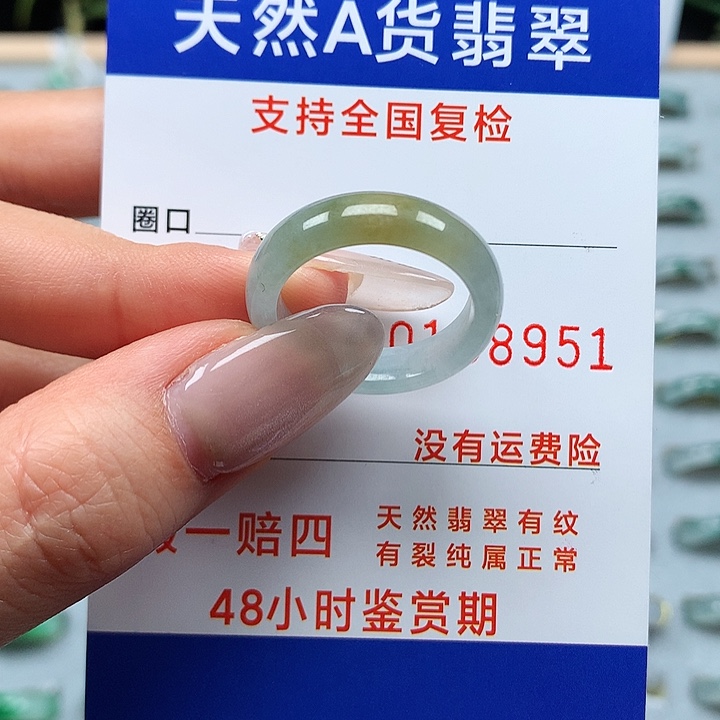 天然A货翡翠
支持全国复检
圈口
8951
没有运费险
一赔四
天然翡翠有纹
有裂纯属正常
48小时鉴赏期